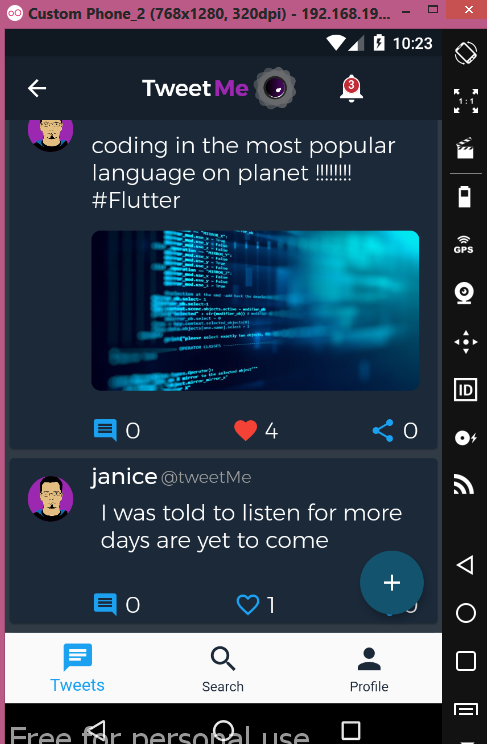 Custom Phone_2 (768x1280, 320dpi) - 192.168.19...
10:23
TweetMe
3
1:1
coding in the most popular
language on planet !!!!!!!!
#Flutter
GPS
ID
0 4 0
janice @tweetMe
I was told to listen for more
days are yet to come
0 1 0
Tweets Search Profile
Free for personal use